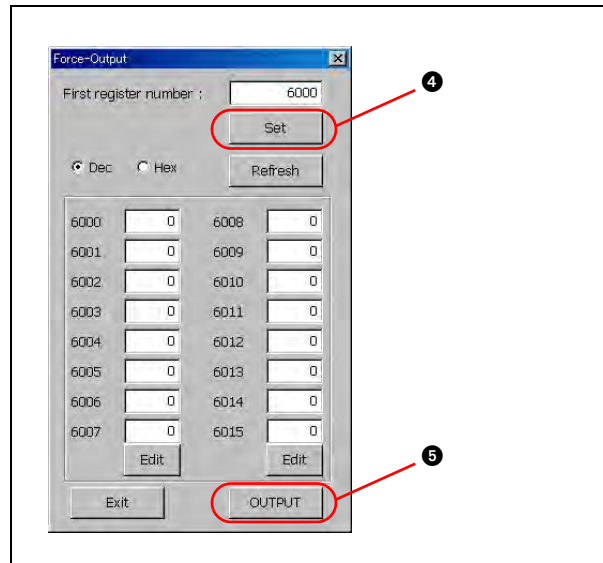 Force-Output
First register number : 6000
❹
Set
Dec Hex Refresh
6000 0 6008 0
6001 0 6009 0
6002 0 6010 0
6003 0 6011 0
6004 0 6012 0
6005 0 6013 0
6006 0 6014 0
6007 0 6015 0
Edit Edit
❺
Exit OUTPUT